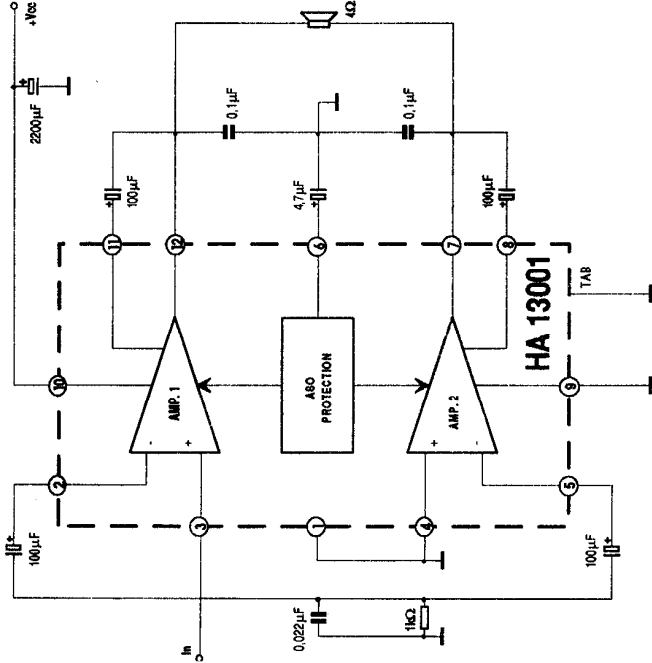 +Vcc
2200µF
+
4Ω
0,1µF
0,1µF
100µF
+
4,7µF
+
100µF
+
11
12
6
7
8
10
AMP. 1
-
+
ASO
PROTECTION
AMP. 2
+
-
HA 13001
TAB
9
2
3
1
4
5
100µF
+
100µF
+
In
0,022µF
1kΩ